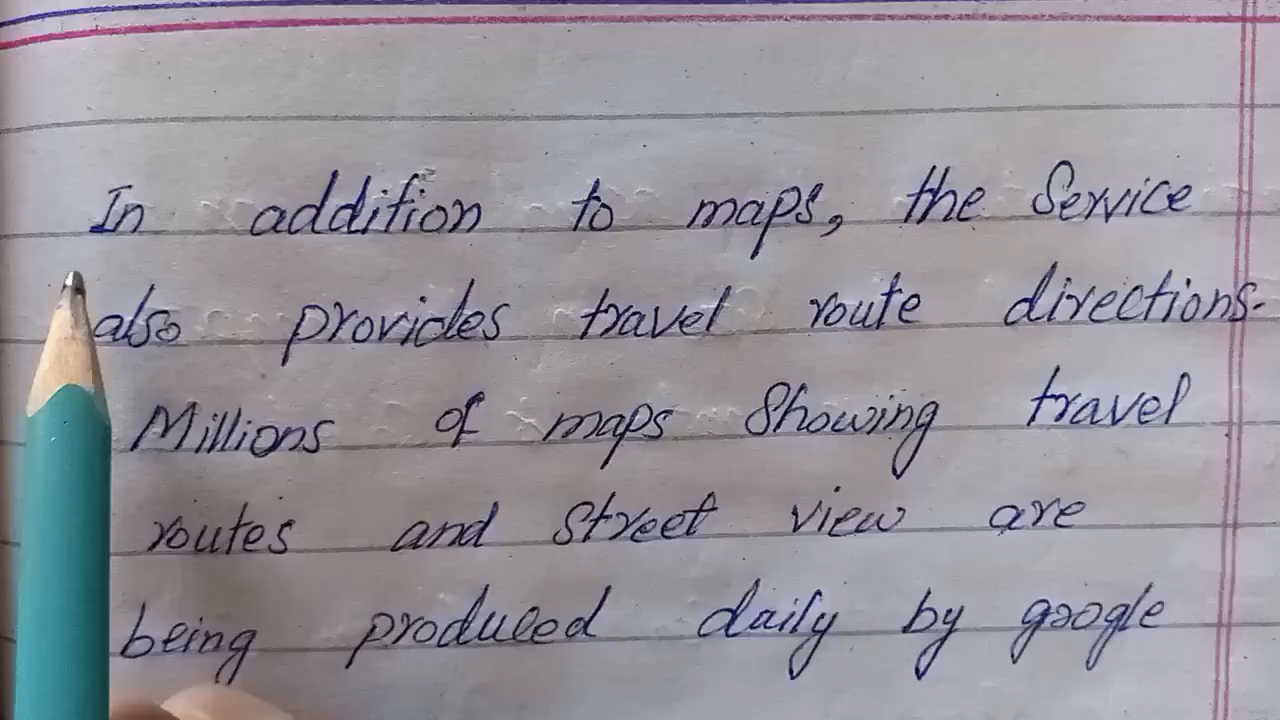 In addition to maps, the Service
also provides travel route directions.
Millions of maps Showing travel
routes and Street view are
being produced daily by google